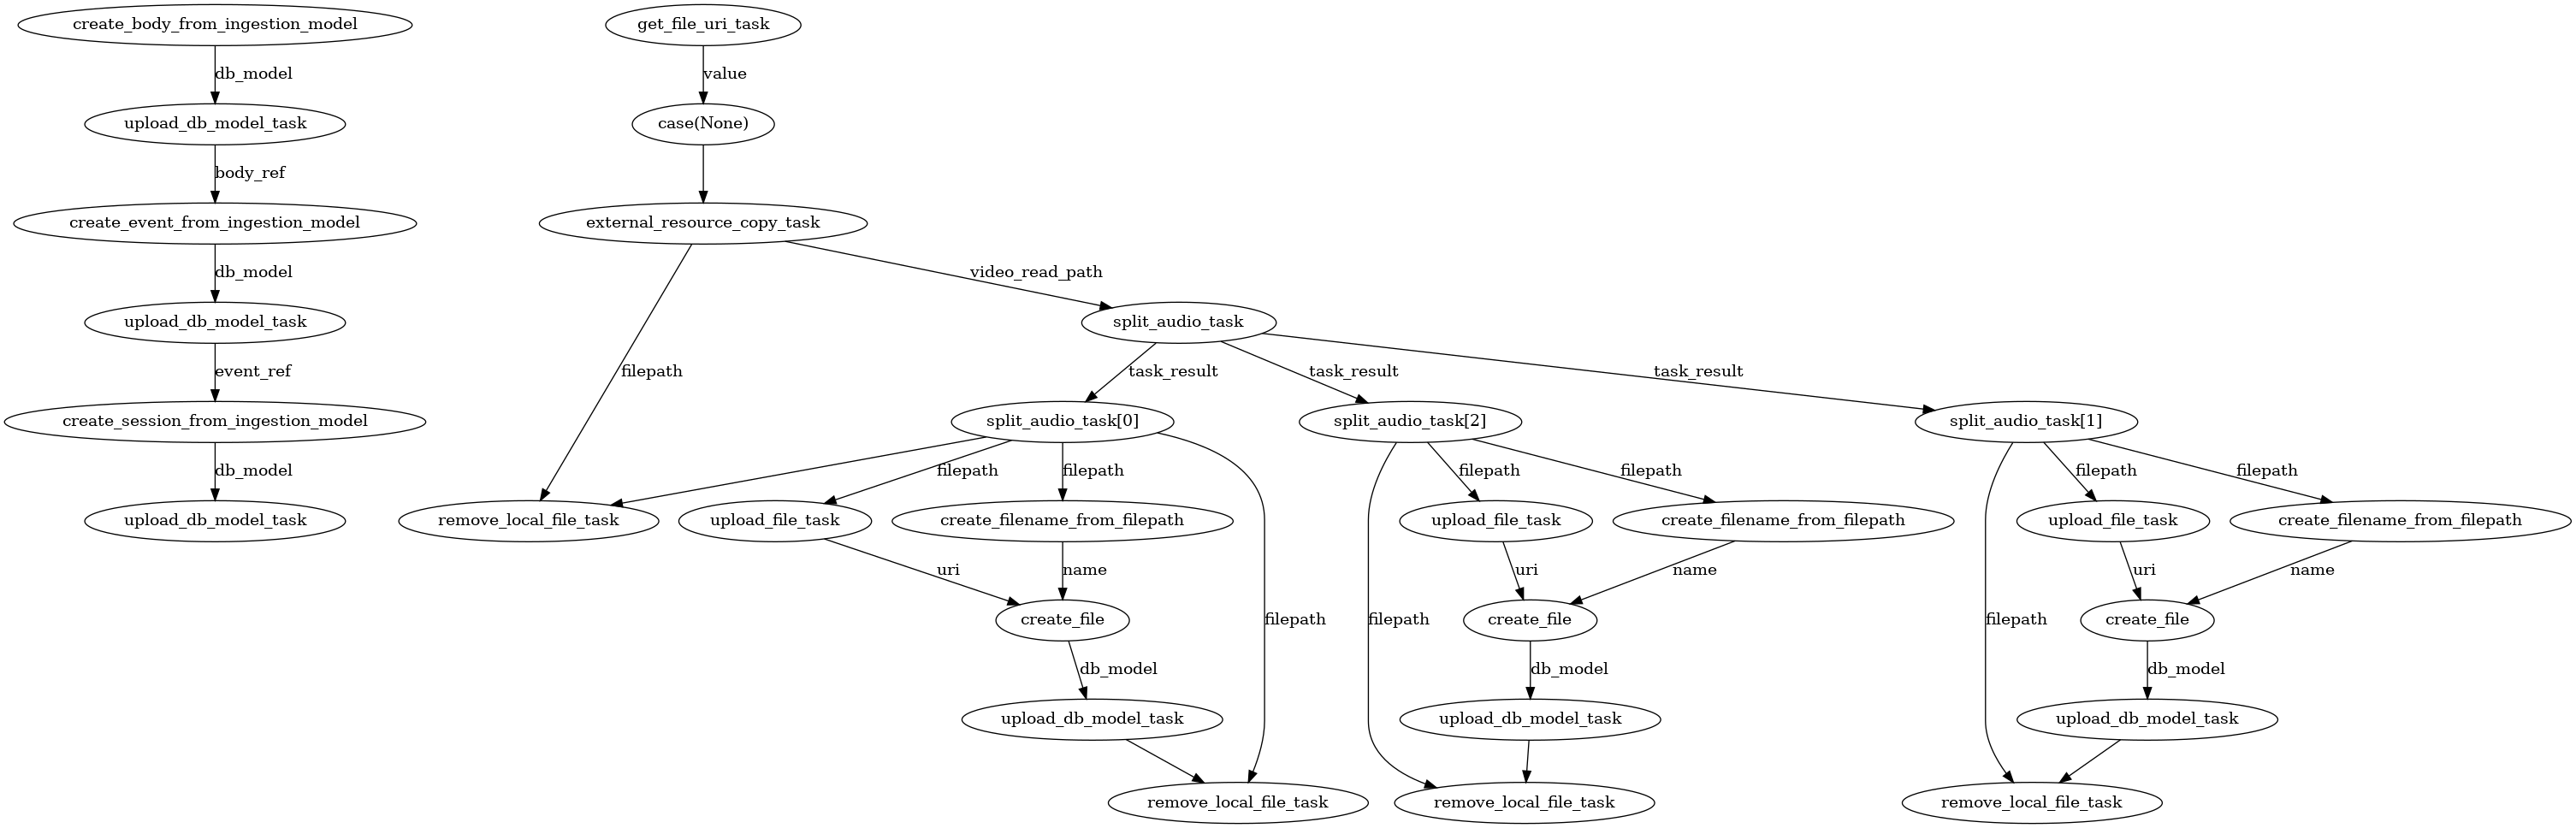 create_body_from_ingestion_model
get_file_uri_task
db_model
value
upload_db_model_task
case(None)
body_ref
create_event_from_ingestion_model
external_resource_copy_task
db_model
video_read_path
upload_db_model_task
split_audio_task
event_ref
filepath
task_result
task_result
task_result
create_session_from_ingestion_model
split_audio_task[0]
split_audio_task[2]
split_audio_task[1]
db_model
filepath
filepath
filepath
filepath
filepath
filepath
upload_db_model_task
remove_local_file_task
upload_file_task
create_filename_from_filepath
upload_file_task
create_filename_from_filepath
upload_file_task
create_filename_from_filepath
uri
name
uri
name
uri
name
create_file
filepath
filepath
create_file
filepath
create_file
db_model
db_model
db_model
upload_db_model_task
upload_db_model_task
upload_db_model_task
remove_local_file_task
remove_local_file_task
remove_local_file_task